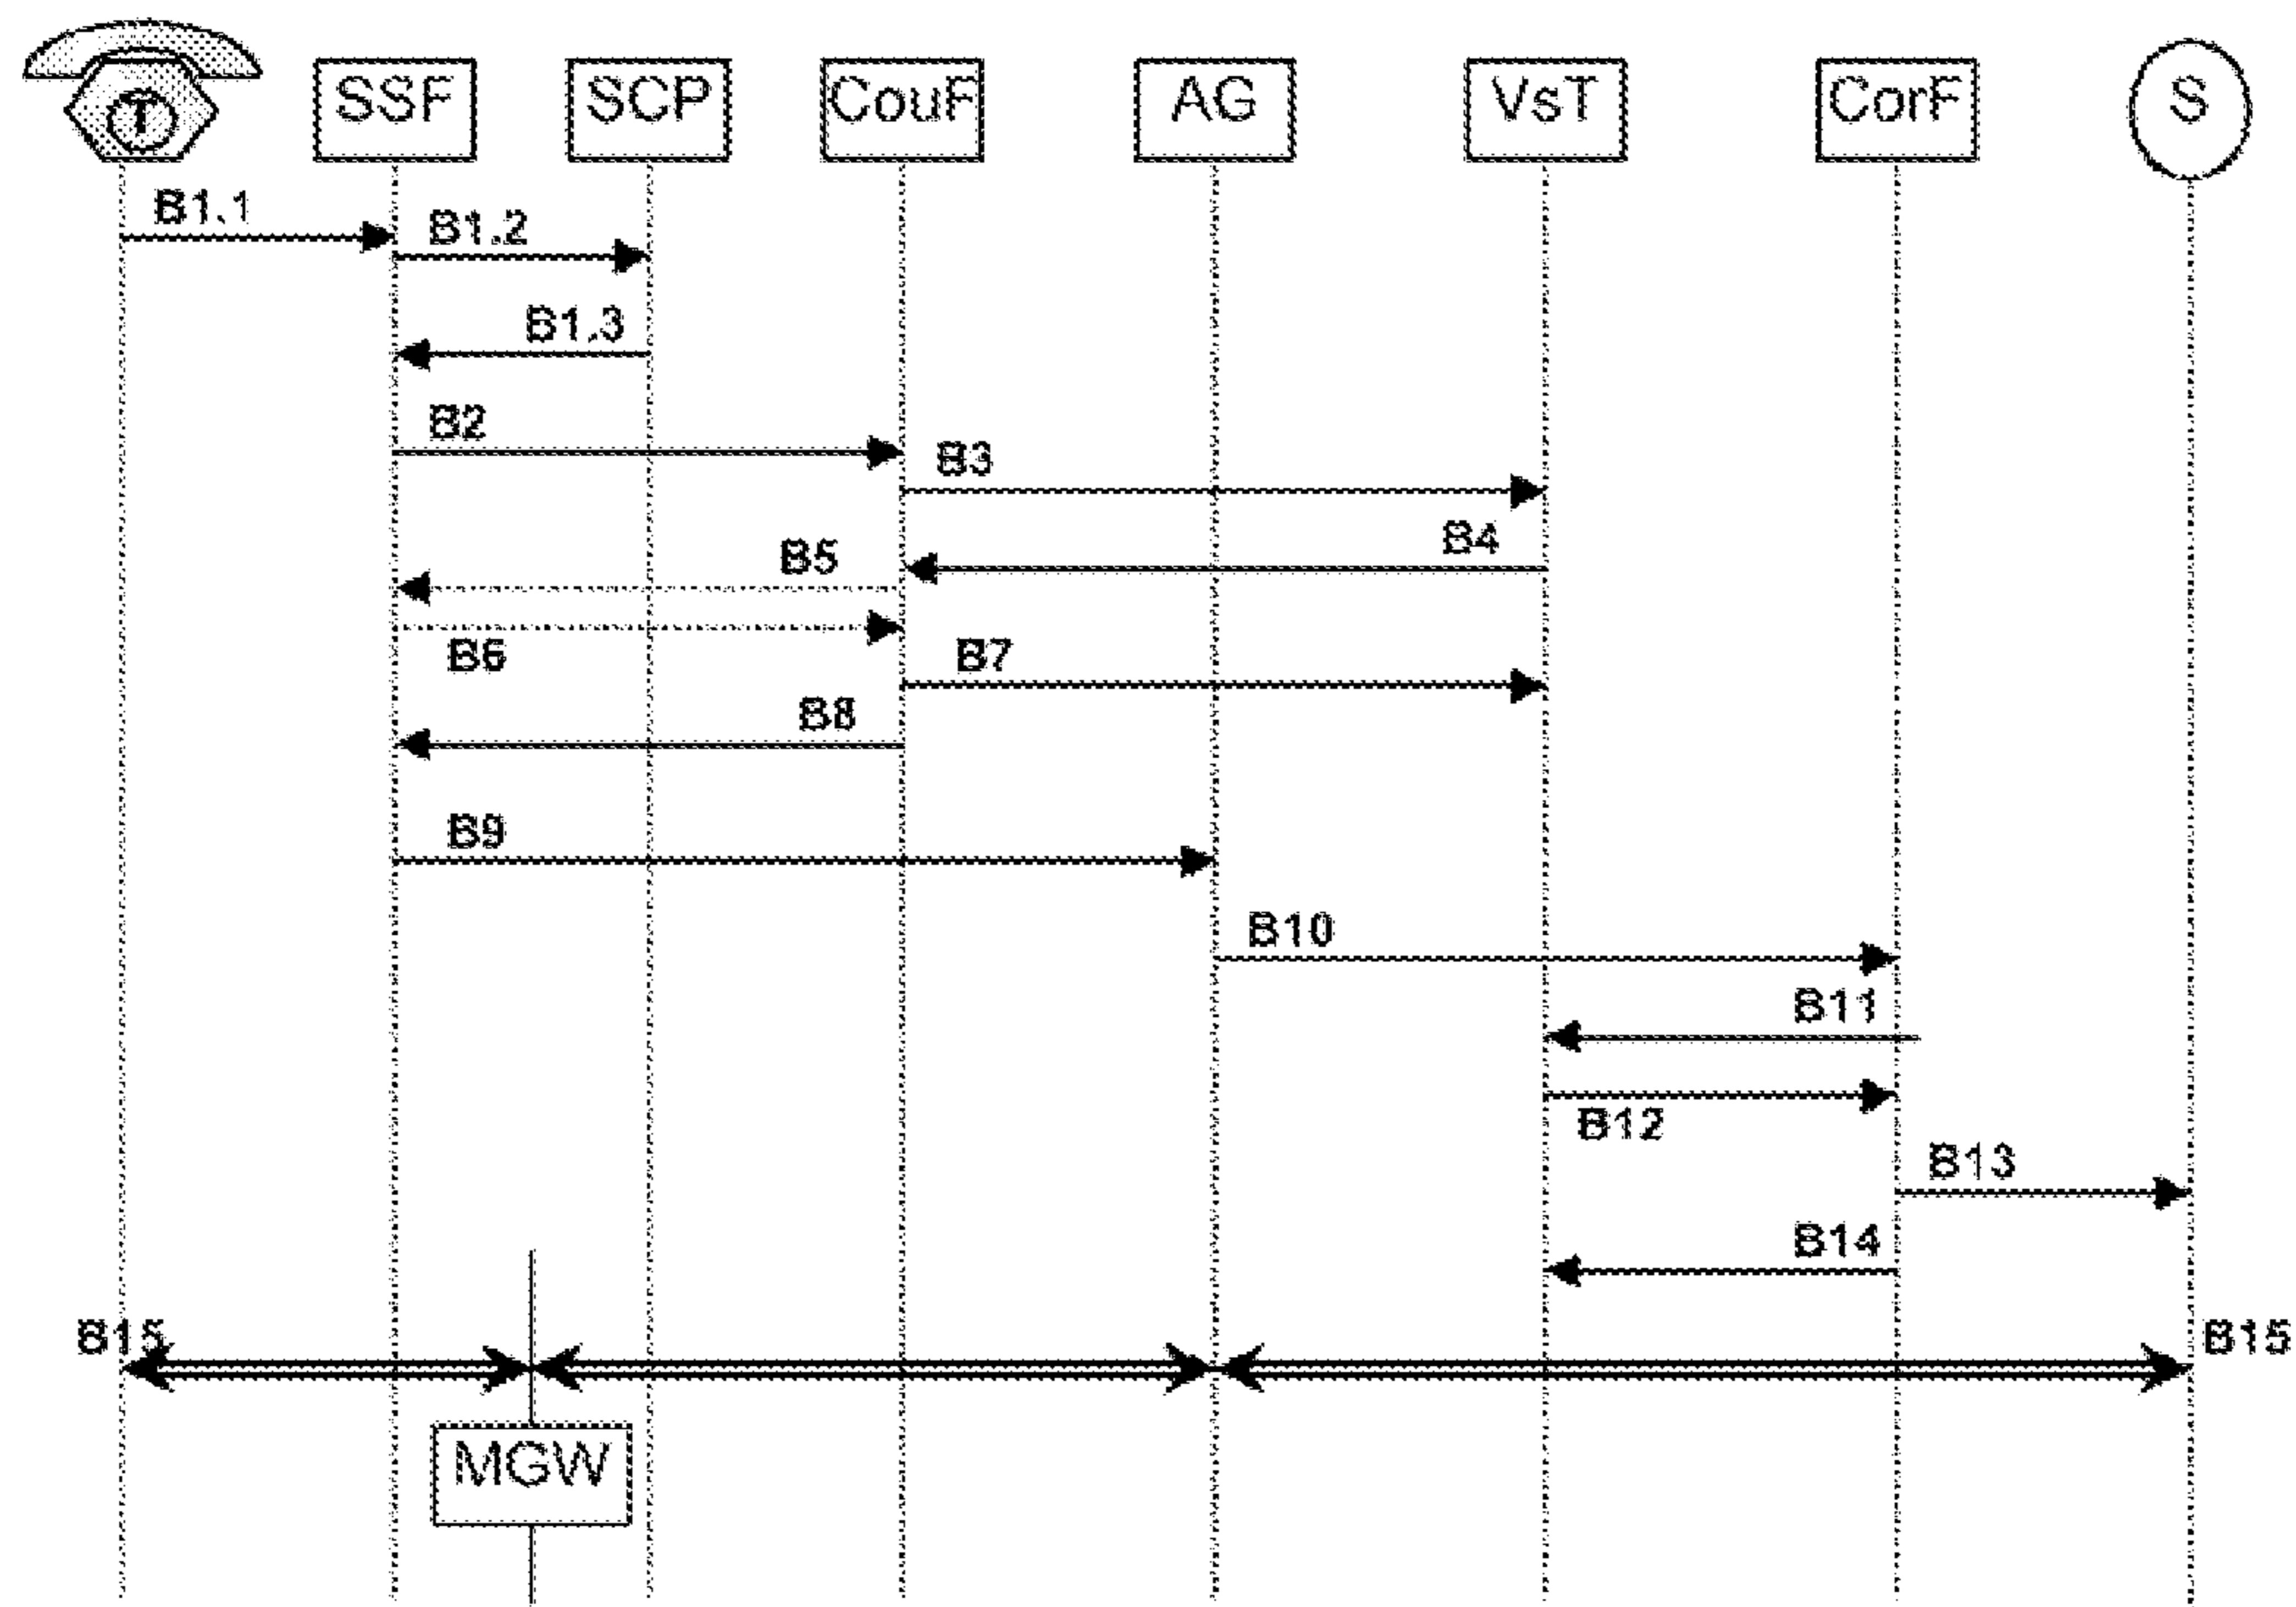 T
SSF
SCP
CouF
AG
VsT
CorF
S
B1.1
B1.2
B1.3
B2
B3
B4
B5
B6
B7
B8
B9
B10
B11
B12
B13
B14
B15
B15
MGW